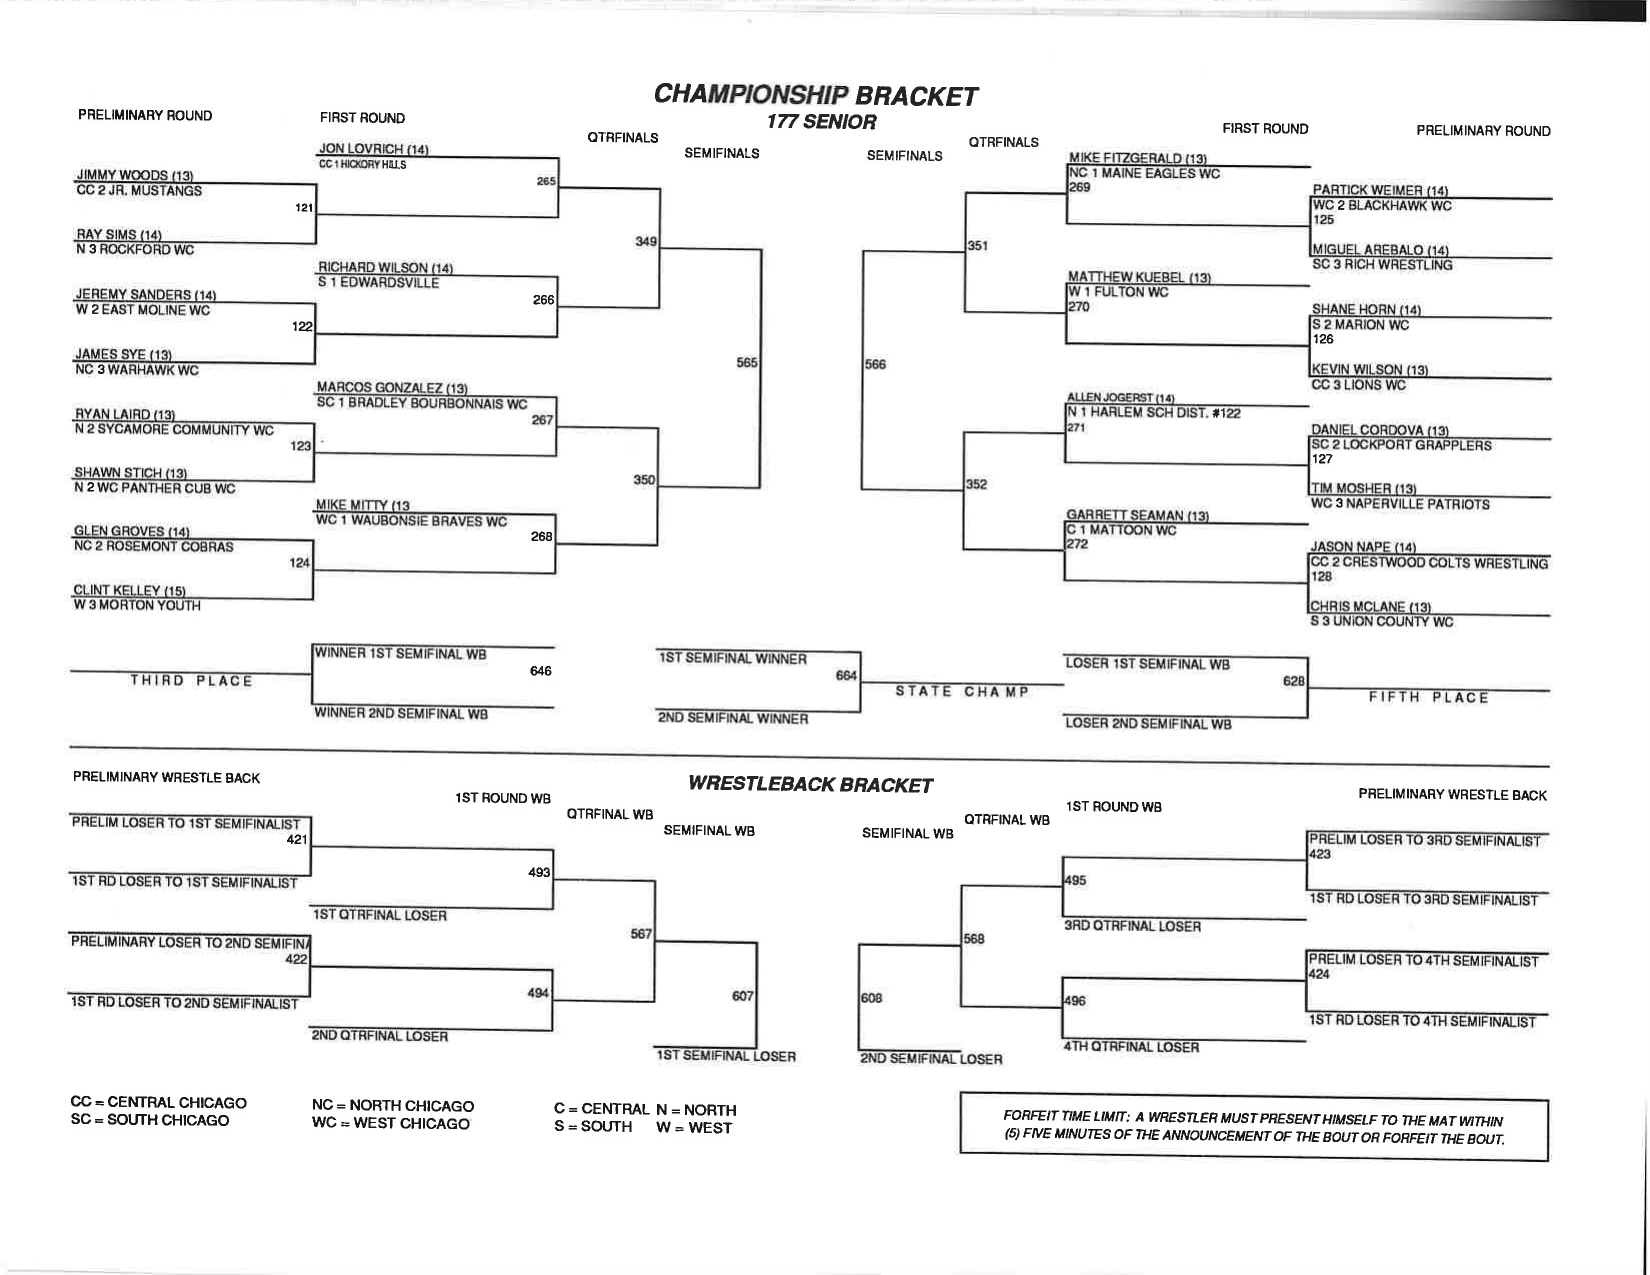 CHAMPIONSHIP BRACKET
177 SENIOR
PRELIMINARY ROUND
FIRST ROUND
QTRFINALS
SEMIFINALS
SEMIFINALS
QTRFINALS
FIRST ROUND
PRELIMINARY ROUND
JIMMY WOODS (13)
CC 2 JR. MUSTANGS
121
RAY SIMS (14)
N 3 ROCKFORD WC
JEREMY SANDERS (14)
W 2 EAST MOLINE WC
122
JAMES SYE (13)
NC 3 WARHAWK WC
RYAN LAIRD (13)
N 2 SYCAMORE COMMUNITY WC
123
SHAWN STICH (13)
N 2 WC PANTHER CUB WC
GLEN GROVES (14)
NC 2 ROSEMONT COBRAS
124
CLINT KELLEY (15)
W 3 MORTON YOUTH
JON LOVRICH (14)
CC 1 HICKORY HILLS
265
RICHARD WILSON (14)
S 1 EDWARDSVILLE
266
MARCOS GONZALEZ (13)
SC 1 BRADLEY BOURBONNAIS WC
267
MIKE MITTY (13
WC 1 WAUBONSIE BRAVES WC
268
349
350
565
566
351
352
MIKE FITZGERALD (13)
NC 1 MAINE EAGLES WC
269
MATTHEW KUEBEL (13)
W 1 FULTON WC
270
ALLEN JOGERST (14)
N 1 HARLEM SCH DIST. #122
271
GARRETT SEAMAN (13)
C 1 MATTOON WC
272
PARTICK WEIMER (14)
WC 2 BLACKHAWK WC
125
MIGUEL AREBALO (14)
SC 3 RICH WRESTLING
SHANE HORN (14)
S 2 MARION WC
126
KEVIN WILSON (13)
CC 3 LIONS WC
DANIEL CORDOVA (13)
SC 2 LOCKPORT GRAPPLERS
127
TIM MOSHER (13)
WC 3 NAPERVILLE PATRIOTS
JASON NAPE (14)
CC 2 CRESTWOOD COLTS WRESTLING
128
CHRIS MCLANE (13)
S 3 UNION COUNTY WC
THIRD PLACE
WINNER 1ST SEMIFINAL WB
646
WINNER 2ND SEMIFINAL WB
1ST SEMIFINAL WINNER
664
2ND SEMIFINAL WINNER
STATE CHAMP
LOSER 1ST SEMIFINAL WB
628
LOSER 2ND SEMIFINAL WB
FIFTH PLACE
WRESTLEBACK BRACKET
PRELIMINARY WRESTLE BACK
1ST ROUND WB
QTRFINAL WB
SEMIFINAL WB
SEMIFINAL WB
QTRFINAL WB
1ST ROUND WB
PRELIMINARY WRESTLE BACK
PRELIM LOSER TO 1ST SEMIFINALIST
421
1ST RD LOSER TO 1ST SEMIFINALIST
PRELIMINARY LOSER TO 2ND SEMIFINA
422
1ST RD LOSER TO 2ND SEMIFINALIST
493
1ST QTRFINAL LOSER
494
2ND QTRFINAL LOSER
567
607
1ST SEMIFINAL LOSER
608
2ND SEMIFINAL LOSER
568
495
3RD QTRFINAL LOSER
496
4TH QTRFINAL LOSER
PRELIM LOSER TO 3RD SEMIFINALIST
423
1ST RD LOSER TO 3RD SEMIFINALIST
PRELIM LOSER TO 4TH SEMIFINALIST
424
1ST RD LOSER TO 4TH SEMIFINALIST
CC = CENTRAL CHICAGO
SC = SOUTH CHICAGO
NC = NORTH CHICAGO
WC = WEST CHICAGO
C = CENTRAL N = NORTH
S = SOUTH W = WEST
FORFEIT TIME LIMIT: A WRESTLER MUST PRESENT HIMSELF TO THE MAT WITHIN
(5) FIVE MINUTES OF THE ANNOUNCEMENT OF THE BOUT OR FORFEIT THE BOUT.